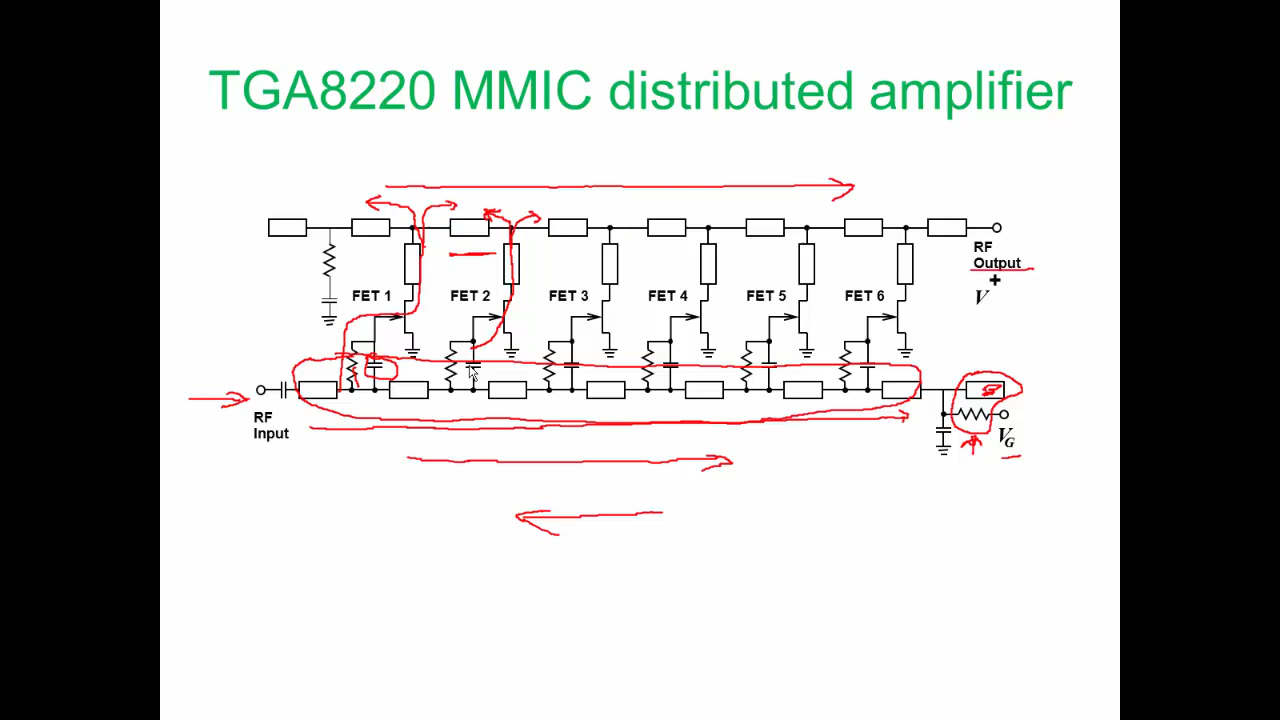 TGA8220 MMIC distributed amplifier
RF
Output
+
V
FET 1 FET 2 FET 3 FET 4 FET 5 FET 6
RF
Input
V_G